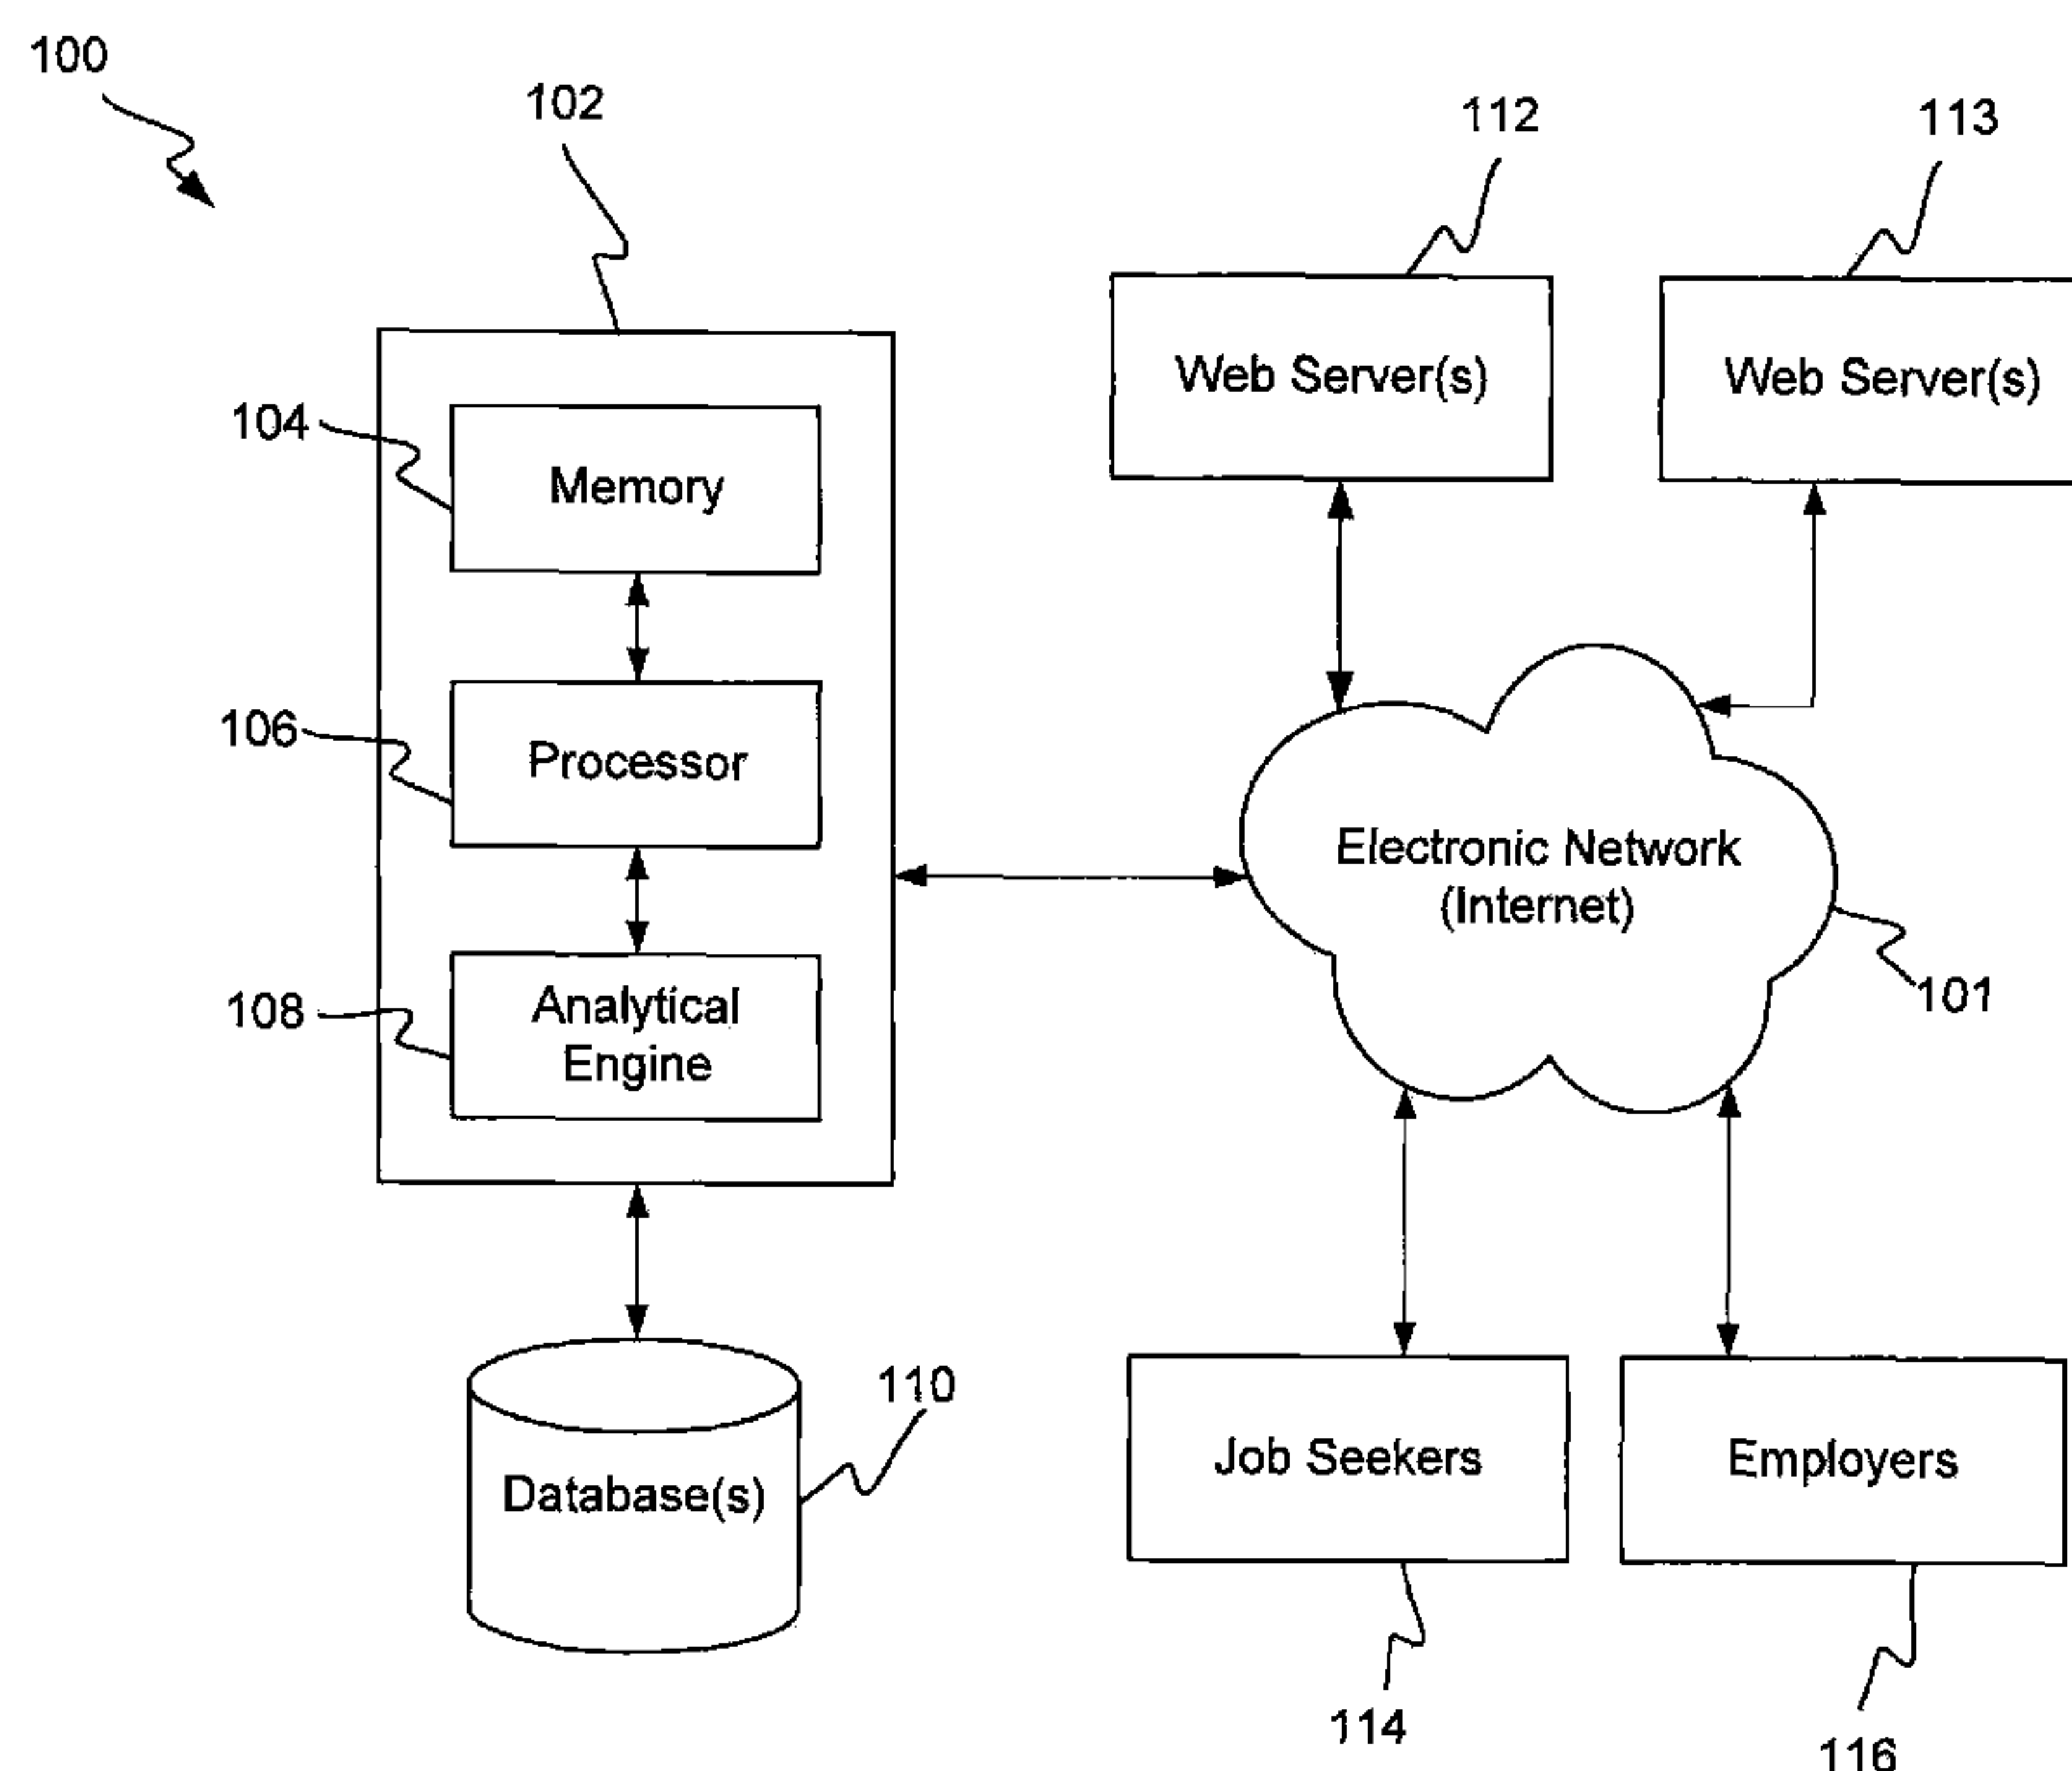 100
102
112
113
Web Server(s)
Web Server(s)
104
Memory
106
Processor
Electronic Network
(Internet)
101
108
Analytical
Engine
110
Database(s)
Job Seekers
Employers
114
116